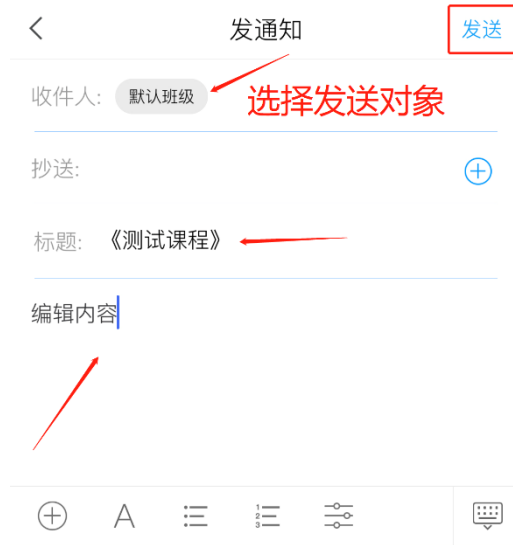 发通知 发送
收件人: 默认班级 选择发送对象
抄送:
标题: 《测试课程》
编辑内容